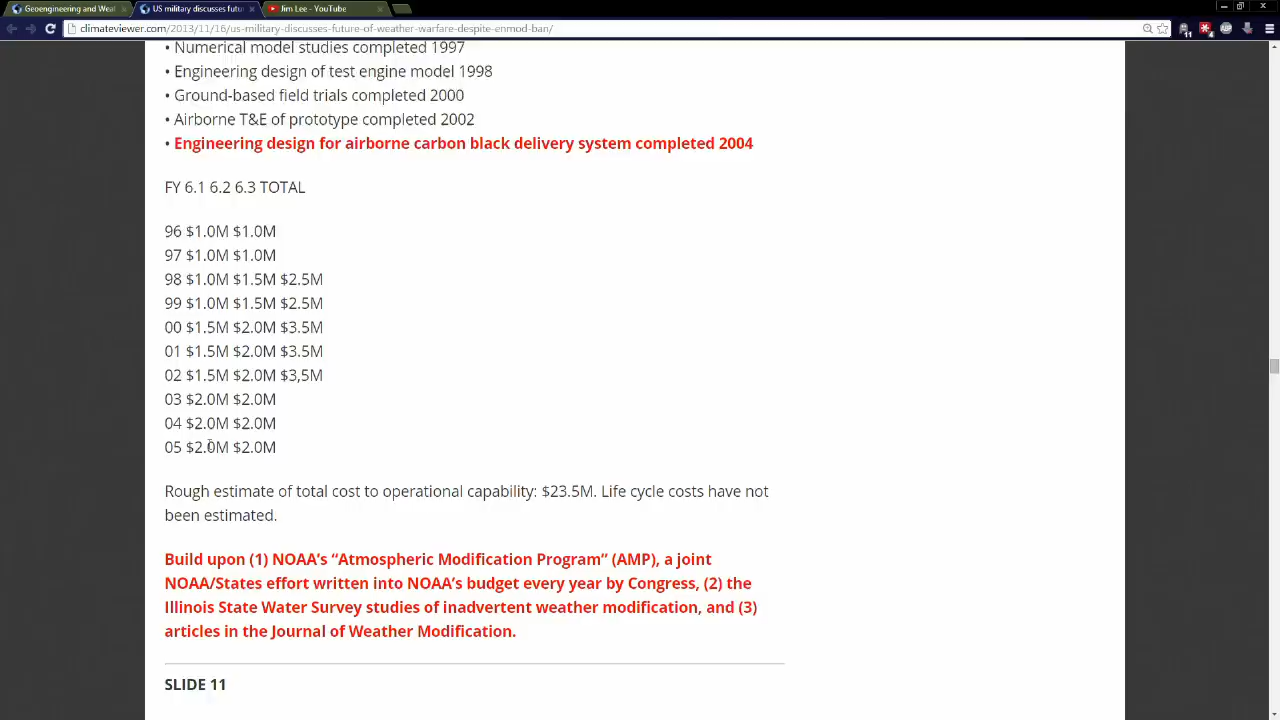 Geoengineering and Weat
US military discusses futu
Jim Lee - YouTube
climateviewer.com/2013/11/16/us-military-discusses-future-of-weather-warfare-despite-enmod-ban/
• Numerical model studies completed 1997
• Engineering design of test engine model 1998
• Ground-based field trials completed 2000
• Airborne T&E of prototype completed 2002
• Engineering design for airborne carbon black delivery system completed 2004
FY 6.1 6.2 6.3 TOTAL
96 $1.0M $1.0M
97 $1.0M $1.0M
98 $1.0M $1.5M $2.5M
99 $1.0M $1.5M $2.5M
00 $1.5M $2.0M $3.5M
01 $1.5M $2.0M $3.5M
02 $1.5M $2.0M $3,5M
03 $2.0M $2.0M
04 $2.0M $2.0M
05 $2.0M $2.0M
Rough estimate of total cost to operational capability: $23.5M. Life cycle costs have not
been estimated.
Build upon (1) NOAA's “Atmospheric Modification Program” (AMP), a joint
NOAA/States effort written into NOAA's budget every year by Congress, (2) the
Illinois State Water Survey studies of inadvertent weather modification, and (3)
articles in the Journal of Weather Modification.
SLIDE 11